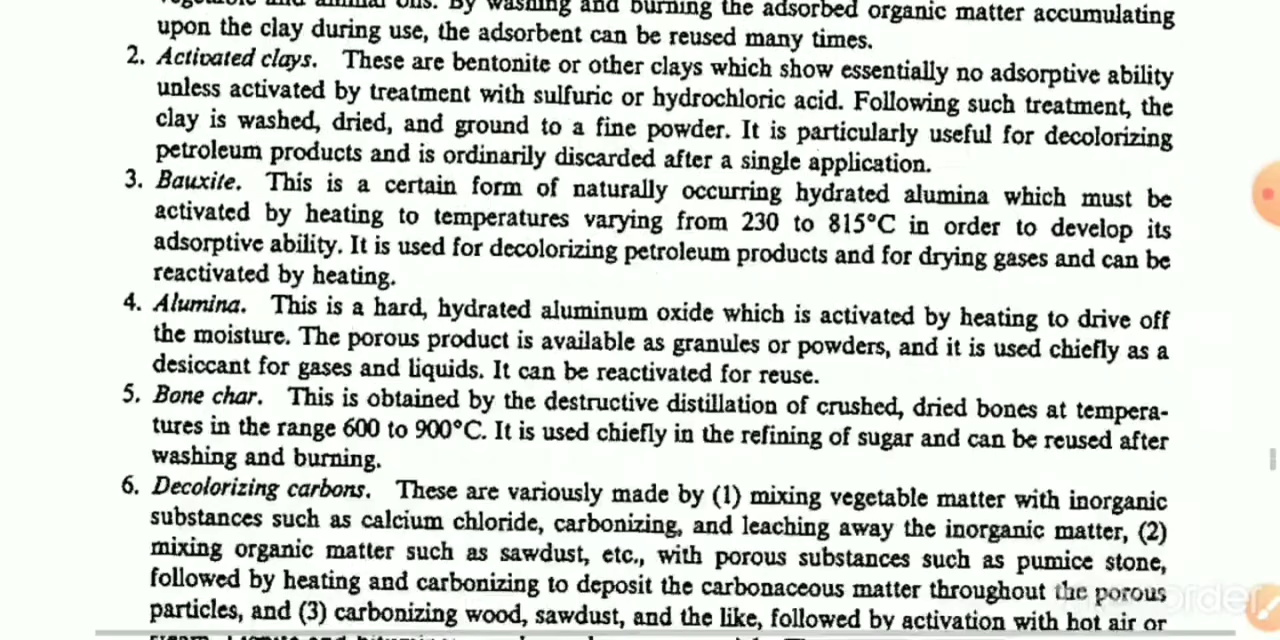 vegetable and animal oils. By washing and burning the adsorbed organic matter accumulating
upon the clay during use, the adsorbent can be reused many times.
2. Activated clays. These are bentonite or other clays which show essentially no adsorptive ability
unless activated by treatment with sulfuric or hydrochloric acid. Following such treatment, the
clay is washed, dried, and ground to a fine powder. It is particularly useful for decolorizing
petroleum products and is ordinarily discarded after a single application.
3. Bauxite. This is a certain form of naturally occurring hydrated alumina which must be
activated by heating to temperatures varying from 230 to 815°C in order to develop its
adsorptive ability. It is used for decolorizing petroleum products and for drying gases and can be
reactivated by heating.
4. Alumina. This is a hard, hydrated aluminum oxide which is activated by heating to drive off
the moisture. The porous product is available as granules or powders, and it is used chiefly as a
desiccant for gases and liquids. It can be reactivated for reuse.
5. Bone char. This is obtained by the destructive distillation of crushed, dried bones at tempera-
tures in the range 600 to 900°C. It is used chiefly in the refining of sugar and can be reused after
washing and burning.
6. Decolorizing carbons. These are variously made by (1) mixing vegetable matter with inorganic
substances such as calcium chloride, carbonizing, and leaching away the inorganic matter, (2)
mixing organic matter such as sawdust, etc., with porous substances such as pumice stone,
followed by heating and carbonizing to deposit the carbonaceous matter throughout the porous
particles, and (3) carbonizing wood, sawdust, and the like, followed by activation with hot air or